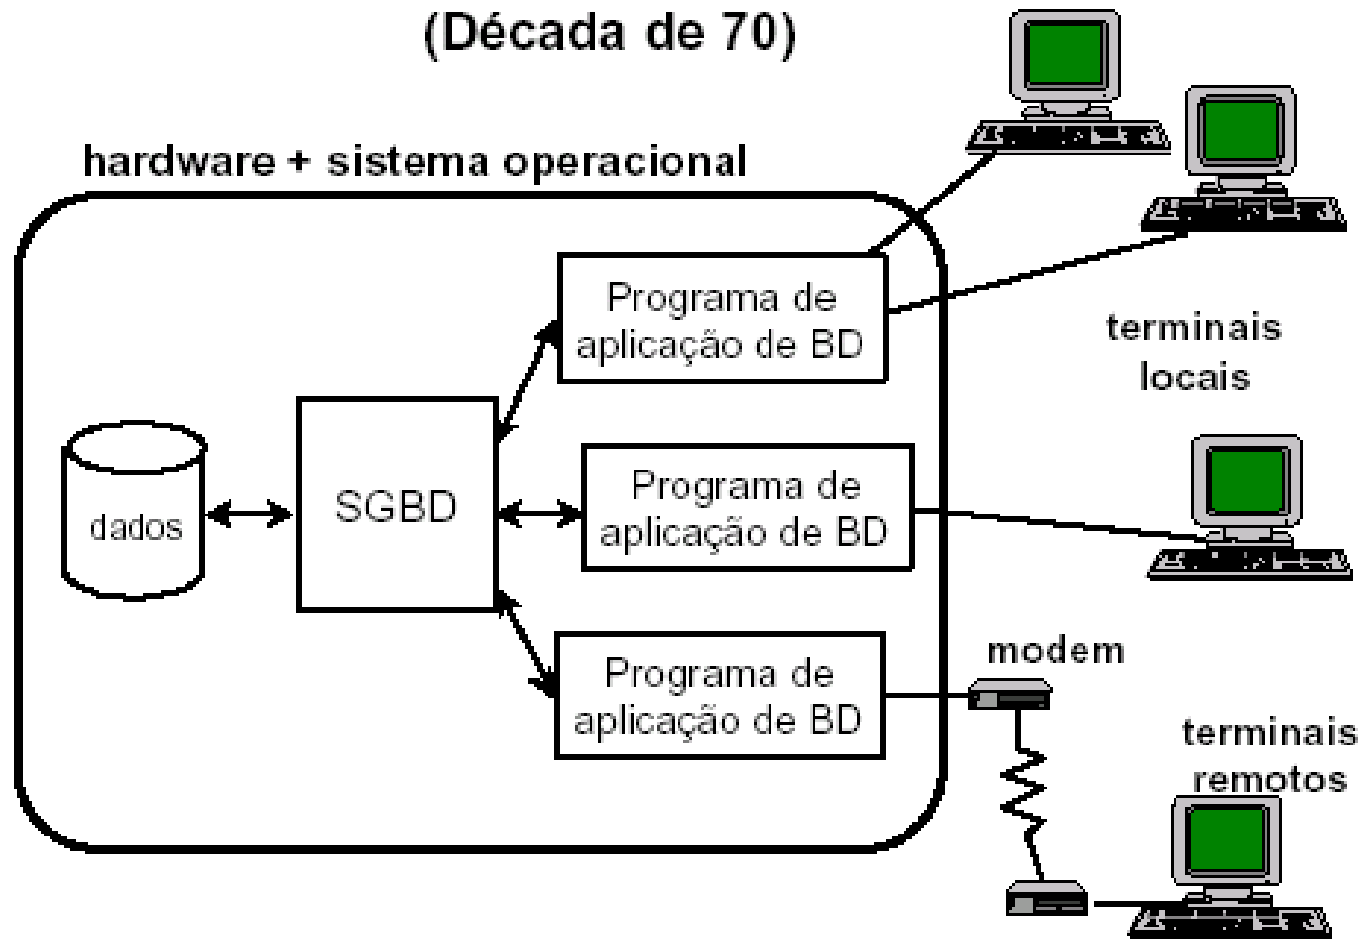 (Década de 70)
hardware + sistema operacional
Programa de
aplicação de BD
terminais
locais
dados
SGBD
Programa de
aplicação de BD
modem
Programa de
aplicação de BD
terminais
remotos